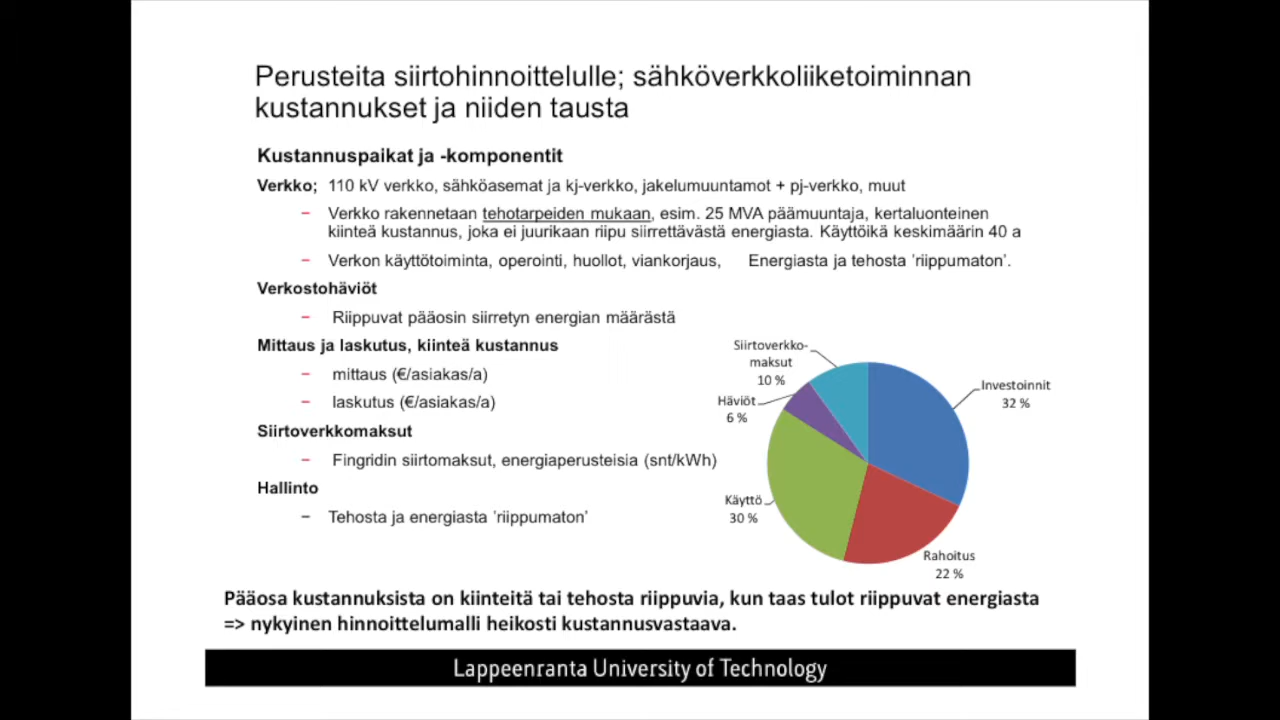 Perusteita siirtohinnoittelulle; sähköverkkoliiketoiminnan
kustannukset ja niiden tausta
Kustannuspaikat ja -komponentit
Verkko; 110 kV verkko, sähköasemat ja kj-verkko, jakelumuuntamot + pj-verkko, muut
− Verkko rakennetaan tehotarpeiden mukaan, esim. 25 MVA päämuuntaja, kertaluonteinen
kiinteä kustannus, joka ei juurikaan riipu siirrettävästä energiasta. Käyttöikä keskimäärin 40 a
− Verkon käyttötoiminta, operointi, huollot, viankorjaus, Energiasta ja tehosta ’riippumaton’.
Verkostohäviöt
− Riippuvat pääosin siirretyn energian määrästä
Mittaus ja laskutus, kiinteä kustannus
− mittaus (€/asiakas/a)
− laskutus (€/asiakas/a)
Siirtoverkkomaksut
− Fingridin siirtomaksut, energiaperusteisia (snt/kWh)
Hallinto
− Tehosta ja energiasta ’riippumaton’
Siirtoverkko-
maksut
10 %
Häviöt
6 %
Käyttö
30 %
Investoinnit
32 %
Rahoitus
22 %
Pääosa kustannuksista on kiinteitä tai tehosta riippuvia, kun taas tulot riippuvat energiasta
=> nykyinen hinnoittelumalli heikosti kustannusvastaava.
Lappeenranta University of Technology